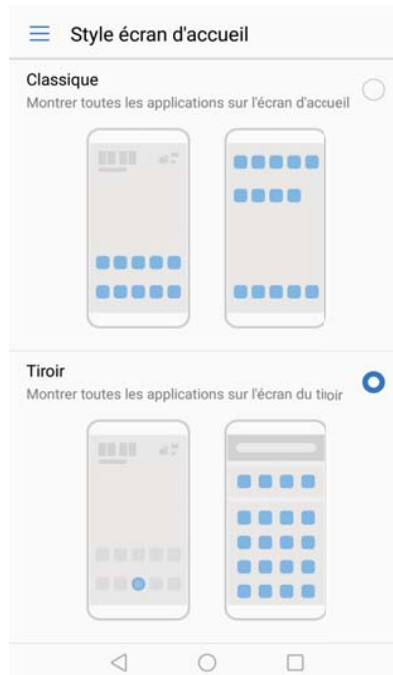 Style écran d'accueil
Classique
Montrer toutes les applications sur l'écran d'accueil
Tiroir
Montrer toutes les applications sur l'écran du tiroir